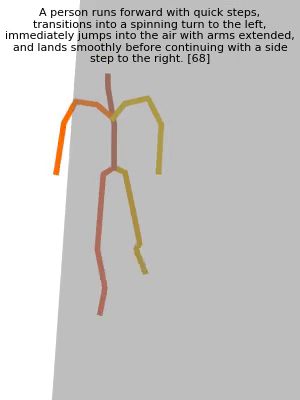 A person runs forward with quick steps,
transitions into a spinning turn to the left,
immediately jumps into the air with arms extended,
and lands smoothly before continuing with a side
step to the right. [68]